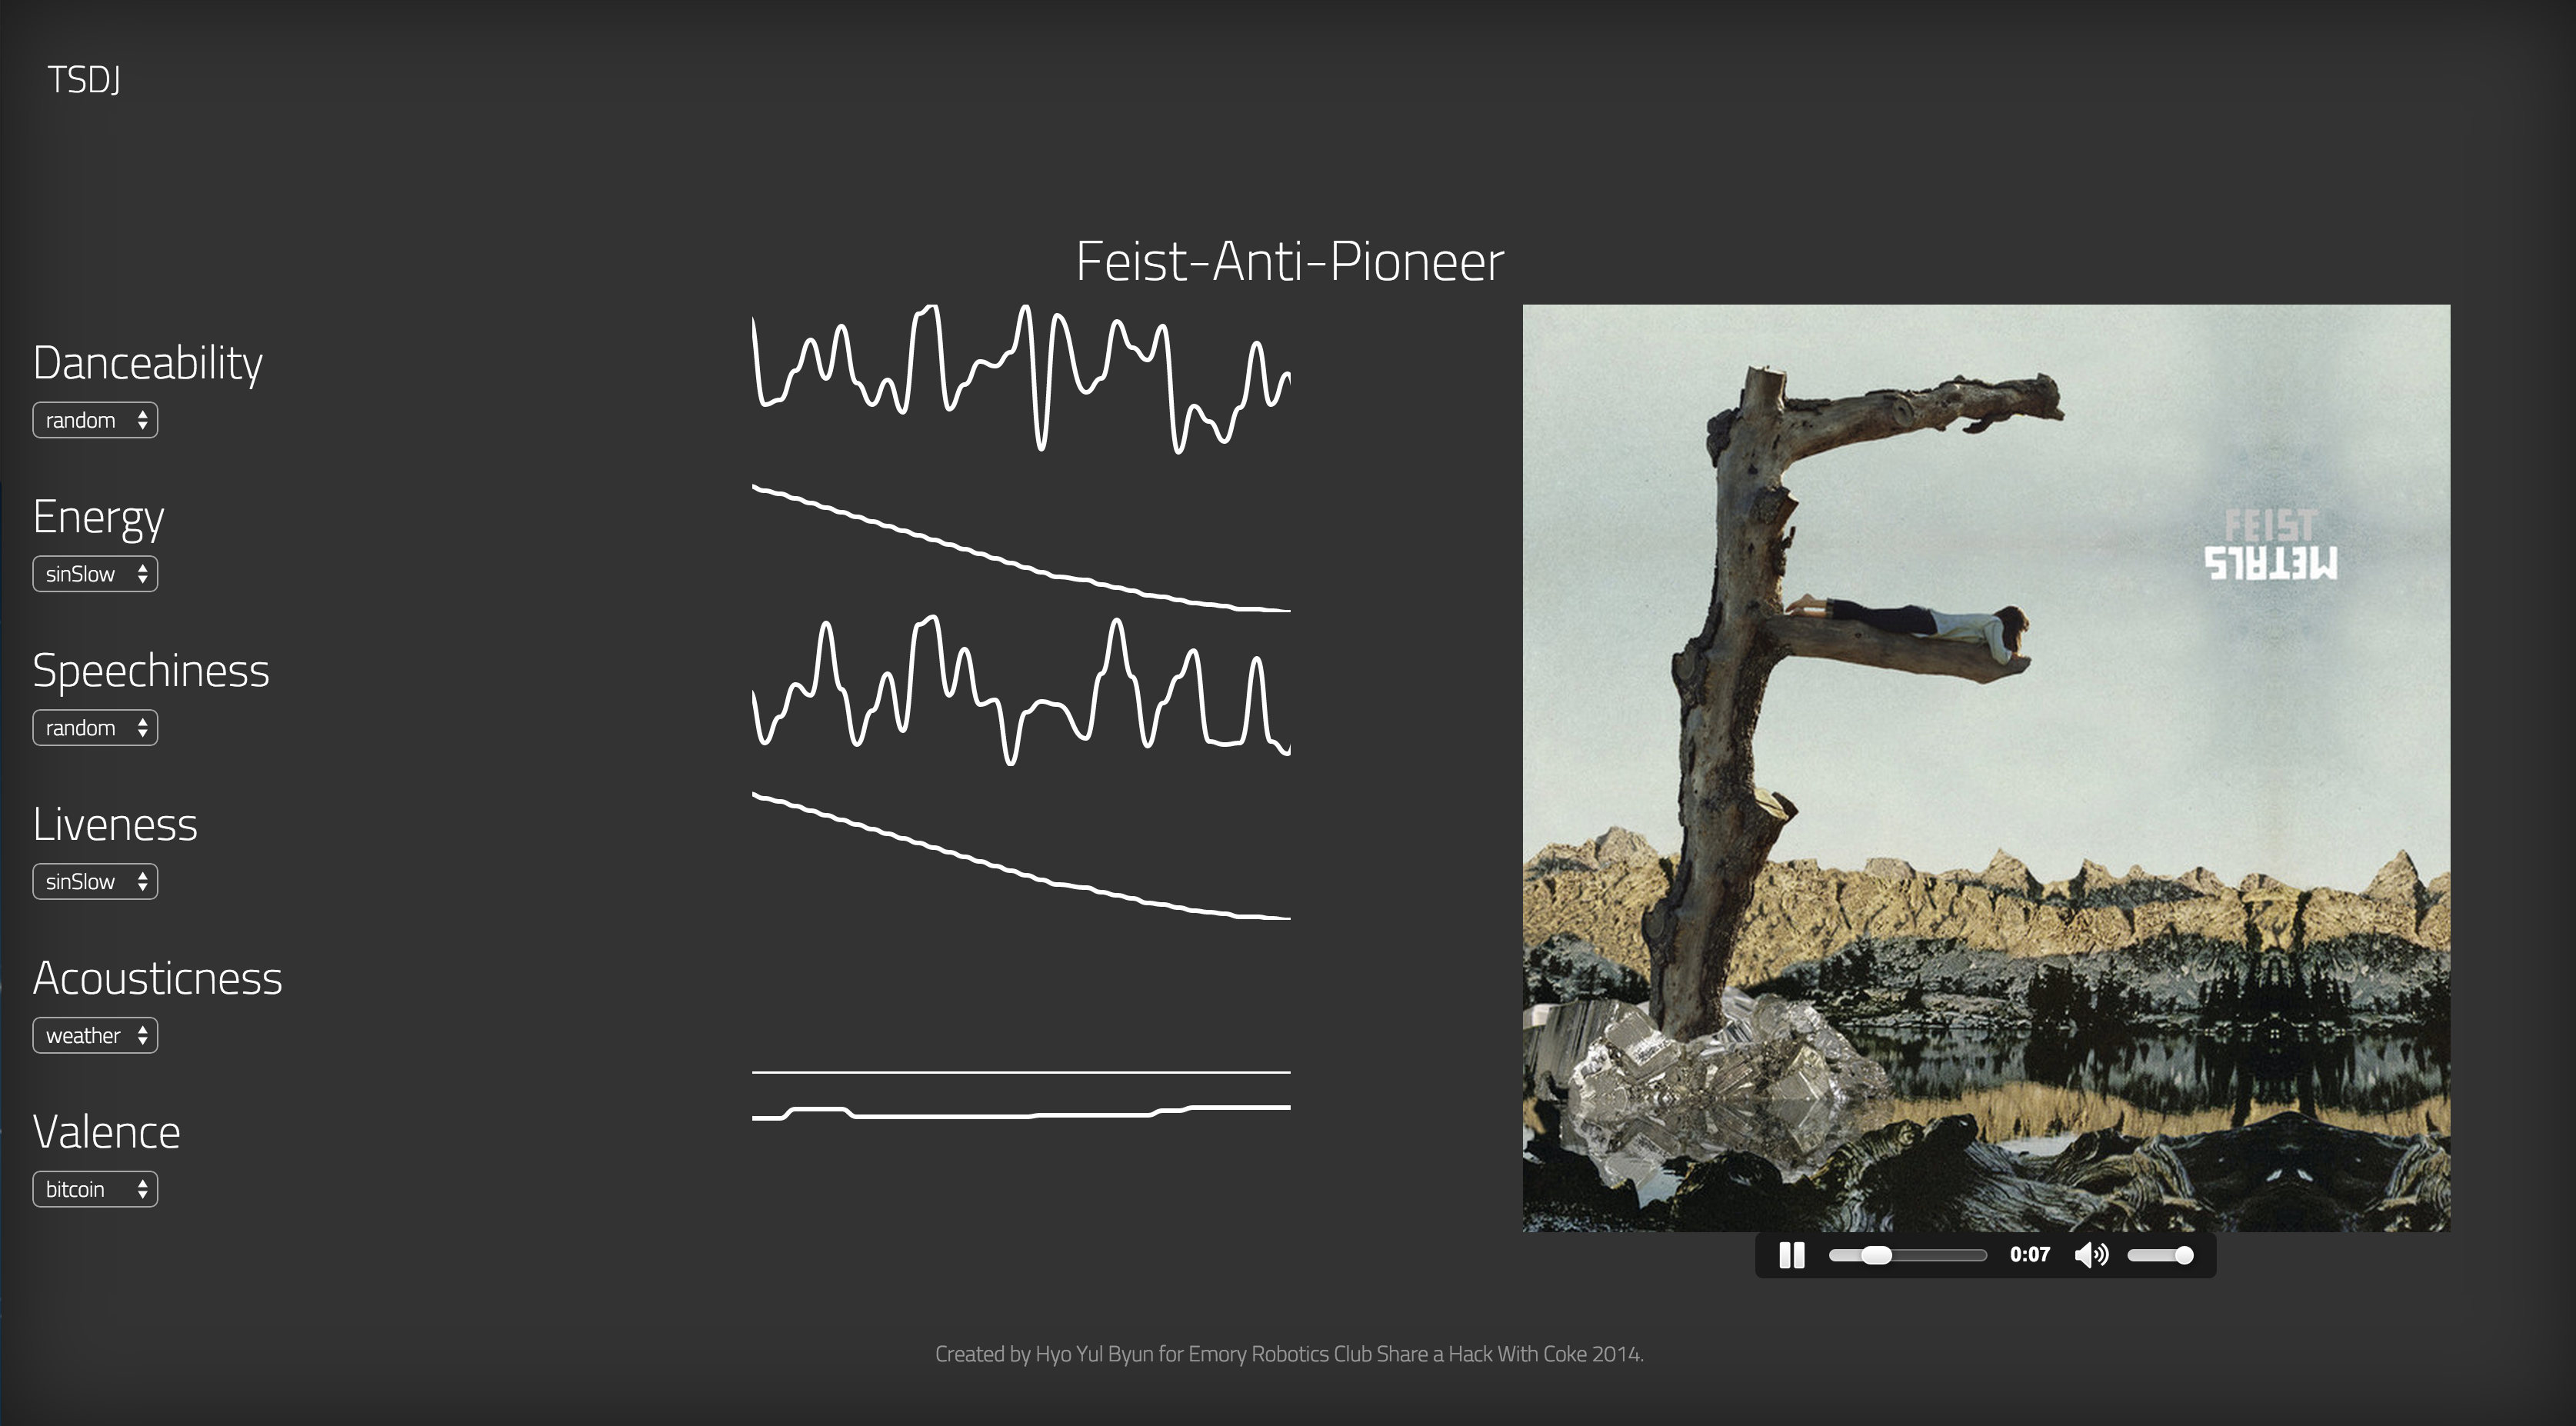 TSDJ
Feist-Anti-Pioneer
Danceability
random
Energy
sinSlow
Speechiness
random
Liveness
sinSlow
Acousticness
weather
Valence
bitcoin
FEIST
METALS
0:07
Created by Hyo Yul Byun for Emory Robotics Club Share a Hack With Coke 2014.